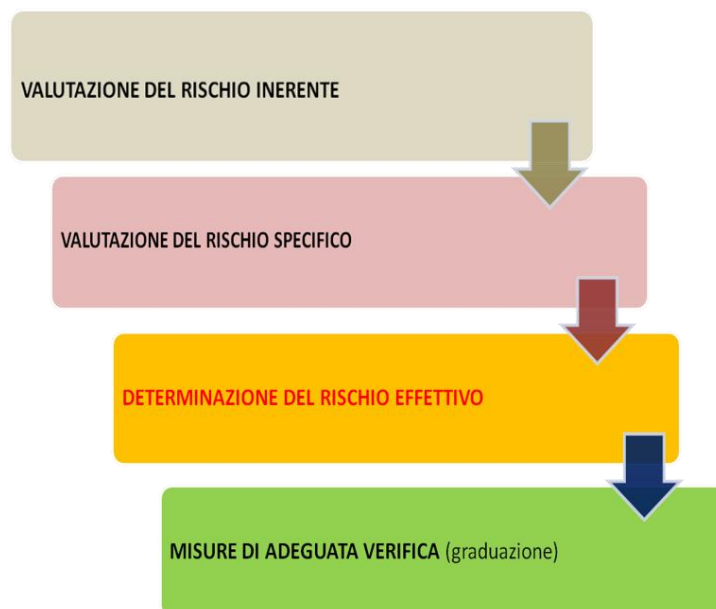 VALUTAZIONE DEL RISCHIO INERENTE
VALUTAZIONE DEL RISCHIO SPECIFICO
DETERMINAZIONE DEL RISCHIO EFFETTIVO
MISURE DI ADEGUATA VERIFICA (graduazione)